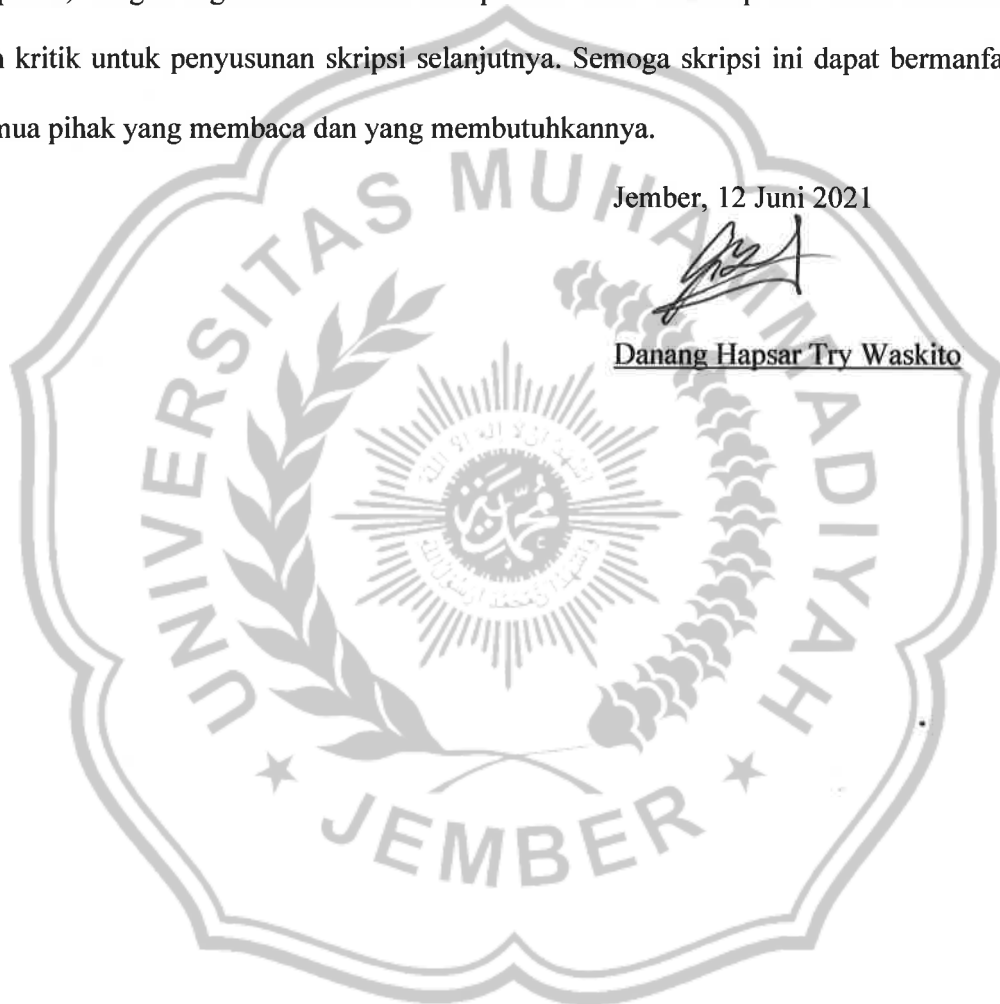 kritik untuk penyusunan skripsi selanjutnya. Semoga skripsi ini dapat
mua pihak yang membaca dan yang membutuhkannya.
Jember, 12 Juni 2021
Danang Hapsar Try Waskito
UNIVERSITAS MUHAMMADIYAH
JEMBER